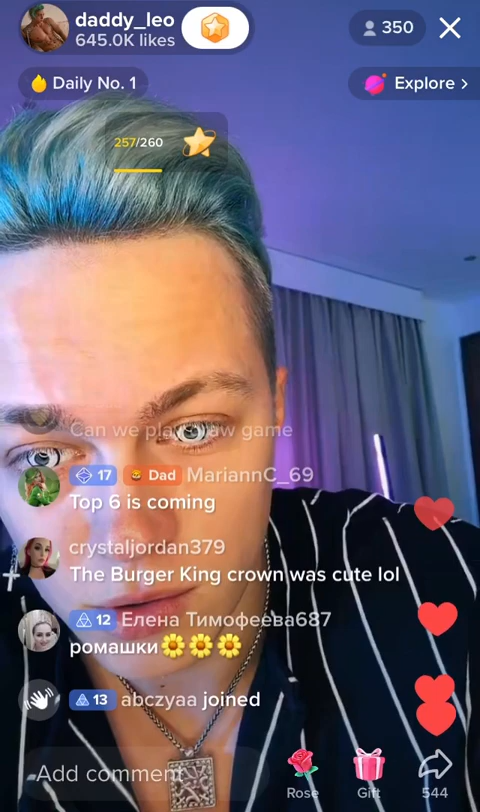 daddy_leo
645.0K likes
350
Daily No. 1
Explore >
257/260
Can we play draw game
17 Dad MariannC_69
Top 6 is coming
crystaljordan379
The Burger King crown was cute lol
12 Елена Тимофеева687
ромашки🌼🌼🌼
13 abczyaa joined
Add comment
Rose
Gift
544